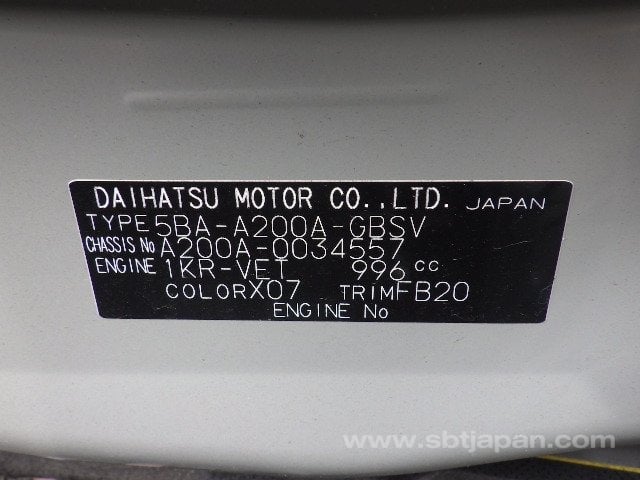 DAIHATSU MOTOR CO.,LTD. JAPAN
TYPE 5BA-A200A-GBSV
CHASSIS No A200A-0034557
ENGINE 1KR-VET 996 cc
COLOR X07 TRIM FB20
ENGINE No
www.sbtjapan.com